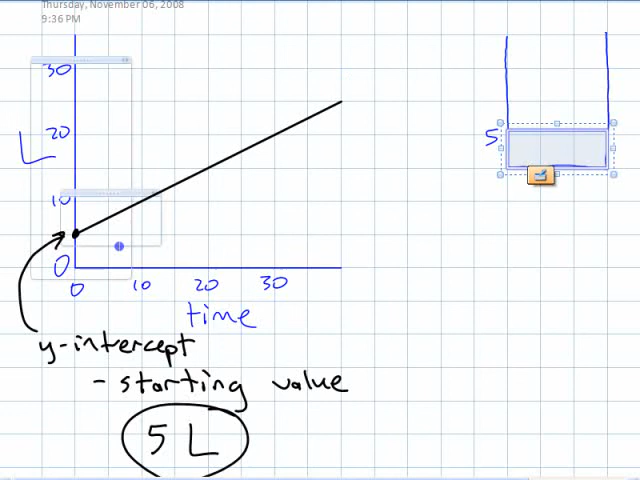 Thursday, November 06, 2008
9:36 PM
30
L
20
10
0
0 10 20 30
time
5
y-intercept
- starting value
5 L